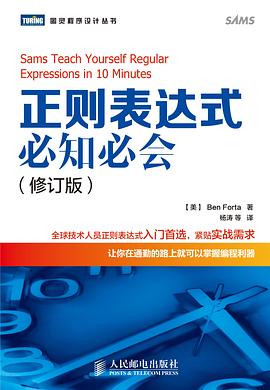 TURING
图灵程序设计丛书
SAMS
Sams Teach Yourself Regular
Expressions in 10 Minutes
正则表达式
必知必会
（修订版）
【美】 Ben Forta 著
杨涛 等 译
全球技术人员正则表达式入门首选，紧贴实战需求
让你在通勤的路上就可以掌握编程利器
人民邮电出版社
POSTS & TELECOM PRESS